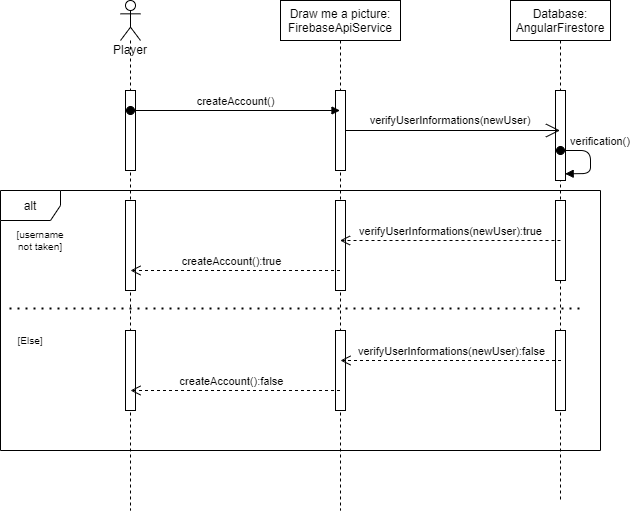 Draw me a picture:
FirebaseApiService
Database:
AngularFirestore
Player
createAccount()
verifyUserInformations(newUser)
verification()
alt
[username
not taken]
verifyUserInformations(newUser):true
createAccount():true
[Else]
verifyUserInformations(newUser):false
createAccount():false